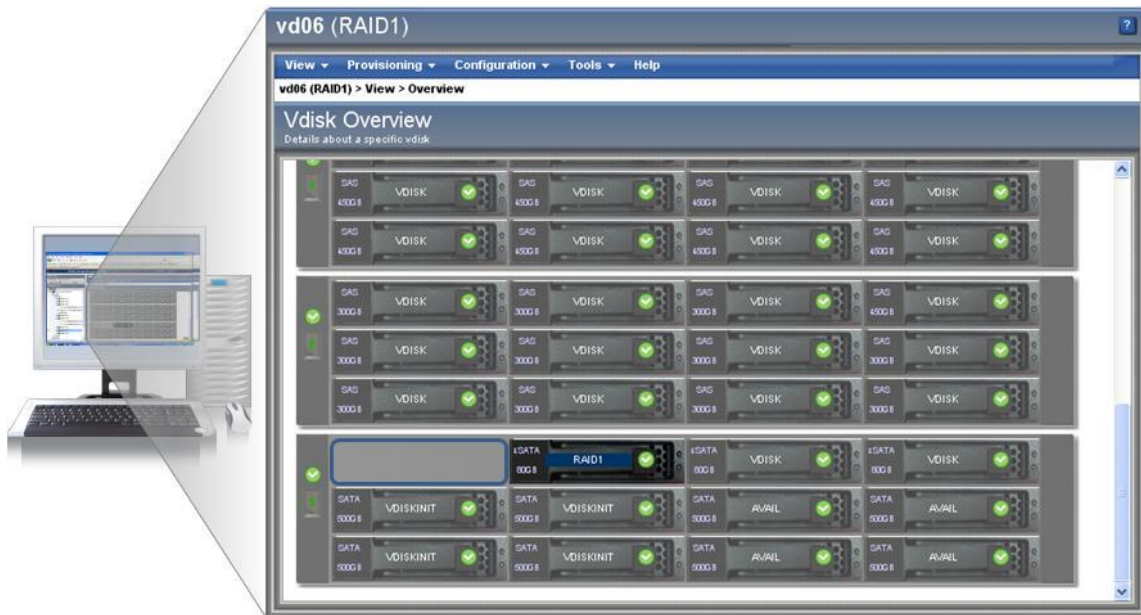 vd06 (RAID1)
?
View Provisioning Configuration Tools Help
vd06 (RAID1) > View > Overview
Vdisk Overview
Details about a specific vdisk
SAS SAS SAS SAS
VDISK VDISK VDISK VDISK
450GB 450GB 450GB 450GB
SAS SAS SAS SAS
VDISK VDISK VDISK VDISK
450GB 450GB 450GB 450GB
SAS SAS SAS SAS
VDISK VDISK VDISK VDISK
300GB 300GB 300GB 450GB
SAS SAS SAS SAS
VDISK VDISK VDISK VDISK
300GB 300GB 300GB 300GB
SAS SAS SAS SAS
VDISK VDISK VDISK VDISK
300GB 300GB 300GB 300GB
sSATA sSATA sSATA
RAID1 VDISK VDISK
80GB 80GB 80GB
SATA SATA SATA SATA
VDISKINIT VDISKINIT AVAIL AVAIL
500GB 500GB 500GB 500GB
SATA SATA SATA SATA
VDISKINIT VDISKINIT AVAIL AVAIL
500GB 500GB 500GB 500GB